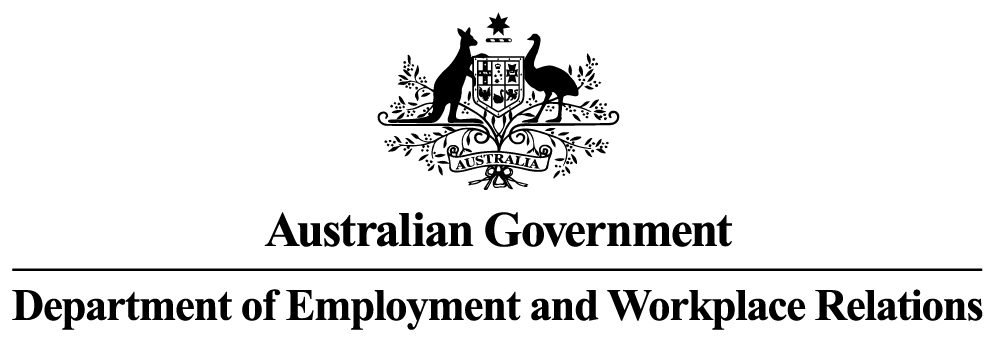 AUSTRALIA
Australian Government
Department of Employment and Workplace Relations